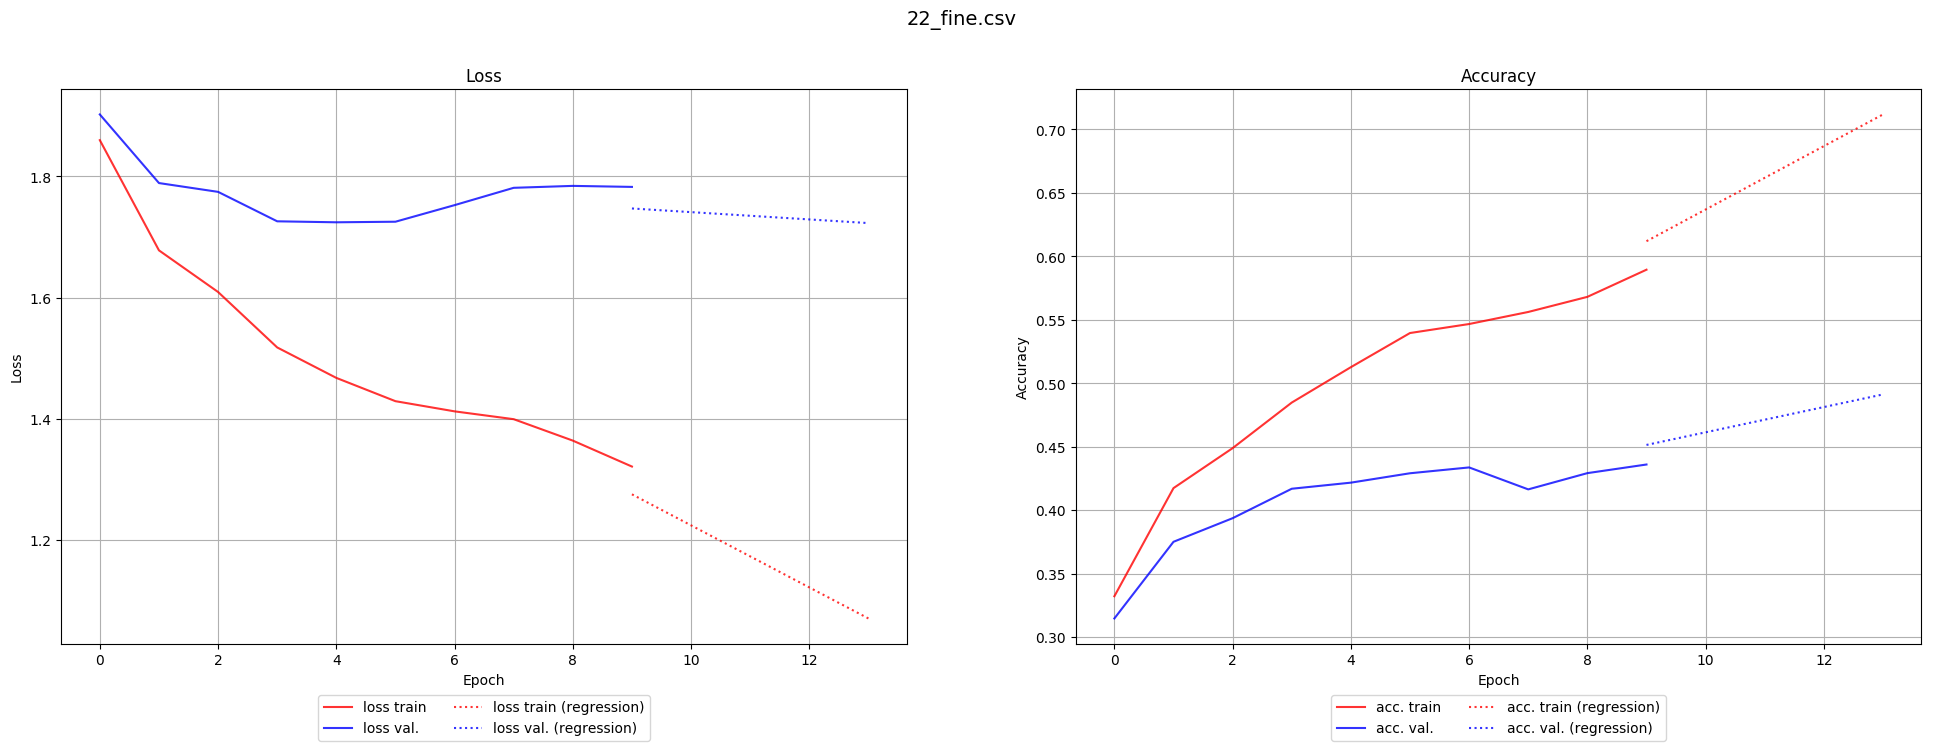 22_fine.csv
Loss
Loss
1.8
1.6
1.4
1.2
0 2 4 6 8 10 12
Epoch
loss train loss train (regression)
loss val. loss val. (regression)
Accuracy
Accuracy
0.70
0.65
0.60
0.55
0.50
0.45
0.40
0.35
0.30
0 2 4 6 8 10 12
Epoch
acc. train acc. train (regression)
acc. val. acc. val. (regression)